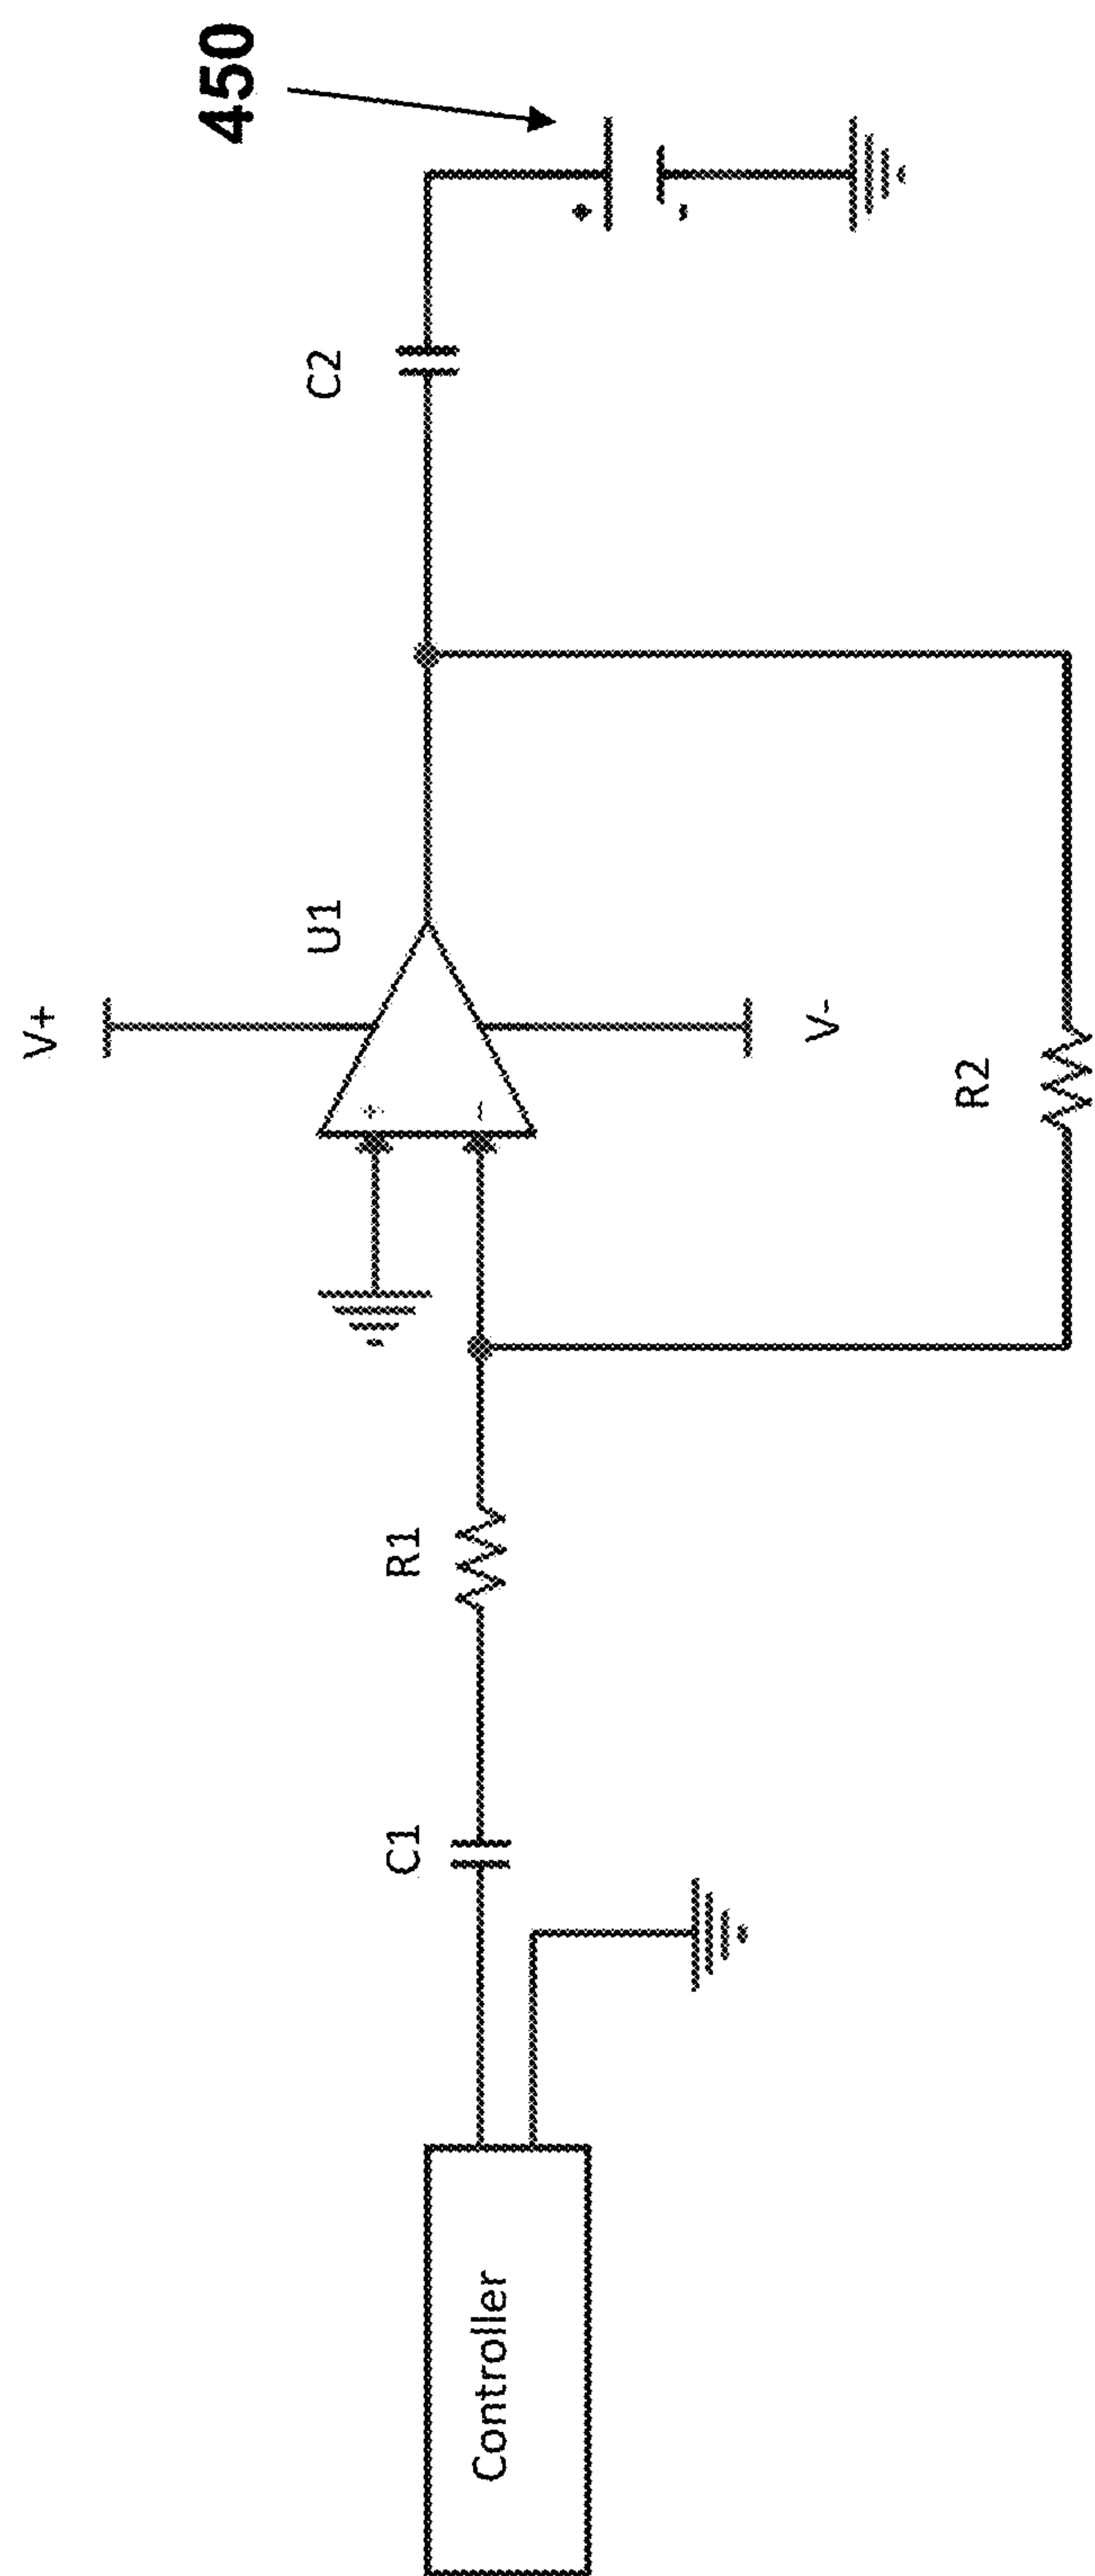 450
C2
U1
V+
+
-
V-
+
-
R2
R1
C1
Controller